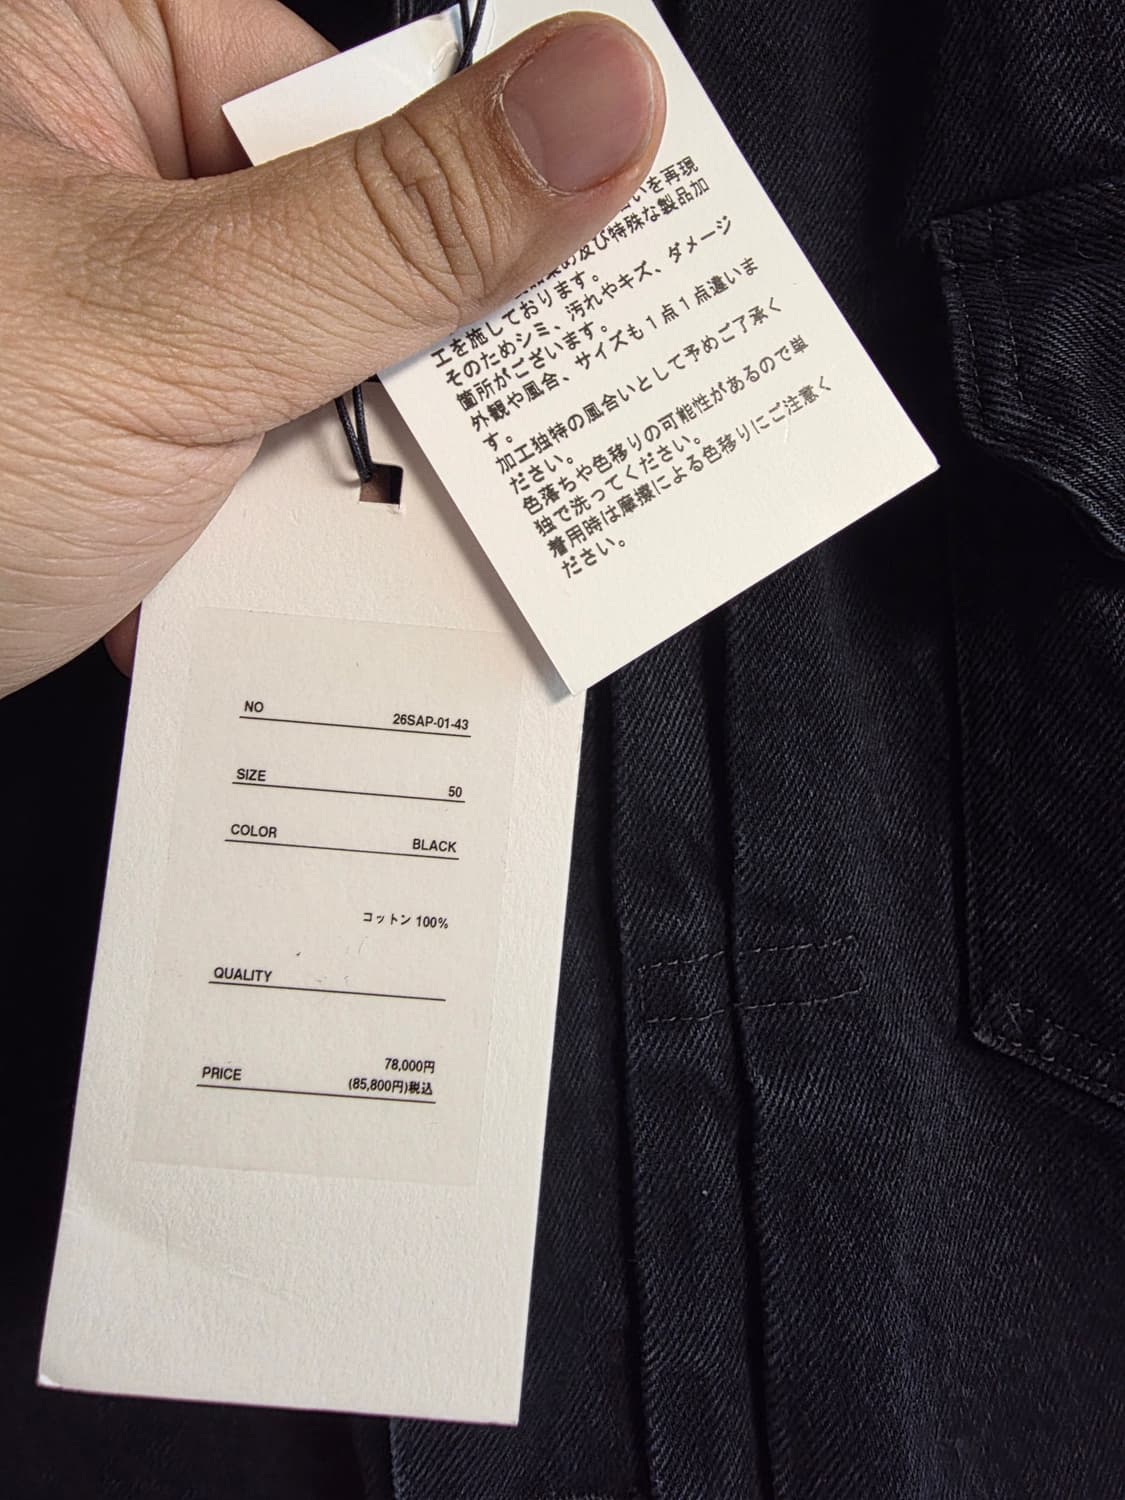 いを再現
め及び特殊な製品加
工を施しております。
そのためシミ、汚れやキズ、ダメージ
箇所がございます。
外観や風合、サイズも1点1点違いま
す。
加工独特の風合いとして予めご了承く
ださい。
色落ちや色移りの可能性があるので単
独で洗ってください。
着用時は摩擦による色移りにご注意く
ださい。
NO 26SAP-01-43
SIZE 50
COLOR BLACK
コットン 100%
QUALITY
78,000円
PRICE (85,800円)税込